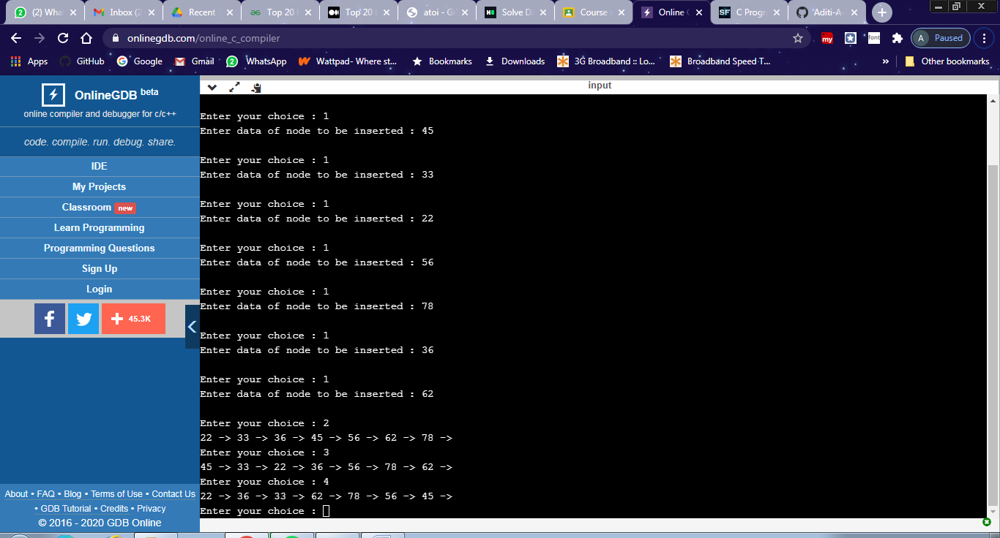 (2) Wha
Inbox (2
Recent
Top 20
Top 20
atoi - G
Solve D
Course
Online
C Prog
Aditi-A
onlinegdb.com/online_c_compiler
my
font
A Paused
Apps
GitHub
Google
Gmail
2 WhatsApp
Wattpad- Where st...
Bookmarks
Downloads
3G Broadband :: Lo...
Broadband Speed T...
»
Other bookmarks
OnlineGDB beta
online compiler and debugger for c/c++
code. compile. run. debug. share.
IDE
My Projects
Classroom new
Learn Programming
Programming Questions
Sign Up
Login
45.3K
About • FAQ • Blog • Terms of Use • Contact Us
• GDB Tutorial • Credits • Privacy
© 2016 - 2020 GDB Online
input
Enter your choice : 1
Enter data of node to be inserted : 45
Enter your choice : 1
Enter data of node to be inserted : 33
Enter your choice : 1
Enter data of node to be inserted : 22
Enter your choice : 1
Enter data of node to be inserted : 56
Enter your choice : 1
Enter data of node to be inserted : 78
Enter your choice : 1
Enter data of node to be inserted : 36
Enter your choice : 1
Enter data of node to be inserted : 62
Enter your choice : 2
22 -> 33 -> 36 -> 45 -> 56 -> 62 -> 78 ->
Enter your choice : 3
45 -> 33 -> 22 -> 36 -> 56 -> 78 -> 62 ->
Enter your choice : 4
22 -> 36 -> 33 -> 62 -> 78 -> 56 -> 45 ->
Enter your choice :